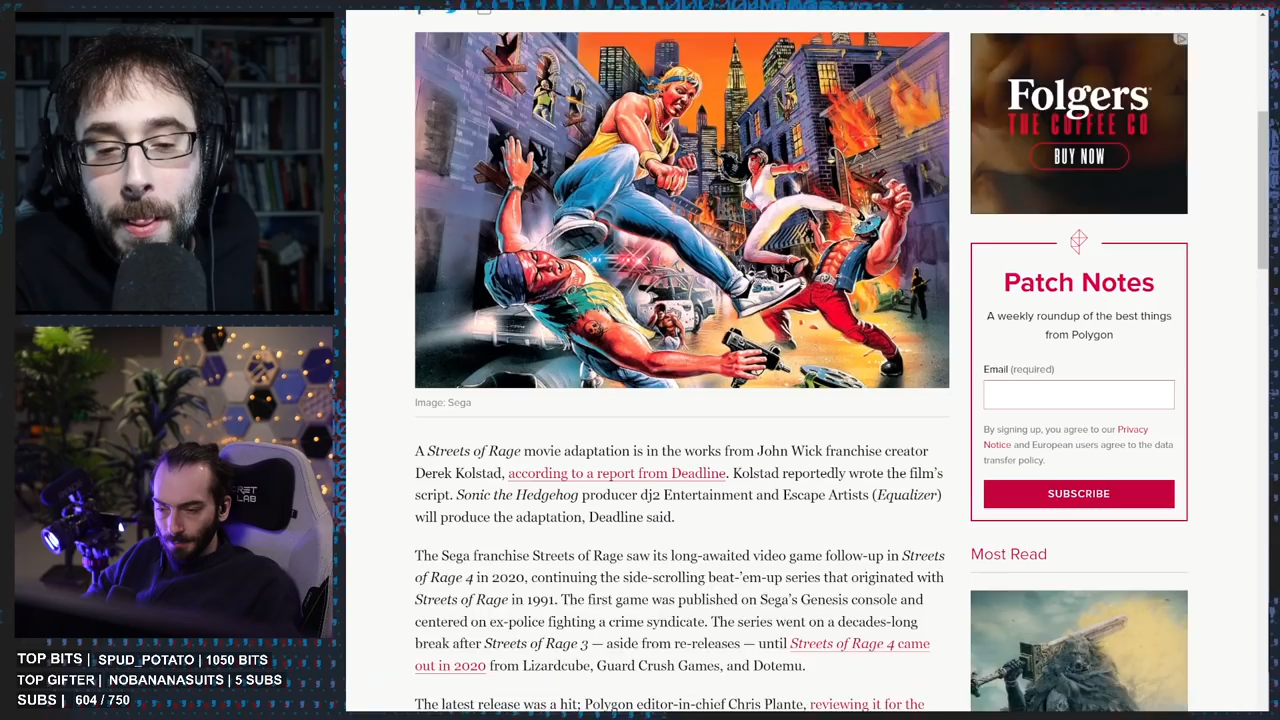 Folgers
THE COFFEE CO
BUY NOW
Patch Notes
A weekly roundup of the best things
from Polygon
Email (required)
By signing up, you agree to our Privacy
Notice and European users agree to the data
transfer policy.
SUBSCRIBE
Most Read
Image: Sega
A Streets of Rage movie adaptation is in the works from John Wick franchise creator
Derek Kolstad, according to a report from Deadline. Kolstad reportedly wrote the film’s
script. Sonic the Hedgehog producer dj2 Entertainment and Escape Artists (Equalizer)
will produce the adaptation, Deadline said.
The Sega franchise Streets of Rage saw its long-awaited video game follow-up in Streets
of Rage 4 in 2020, continuing the side-scrolling beat-’em-up series that originated with
Streets of Rage in 1991. The first game was published on Sega’s Genesis console and
centered on ex-police fighting a crime syndicate. The series went on a decades-long
break after Streets of Rage 3 — aside from re-releases — until Streets of Rage 4 came
out in 2020 from Lizardcube, Guard Crush Games, and Dotemu.
The latest release was a hit; Polygon editor-in-chief Chris Plante, reviewing it for the
TOP BITS | SPUD_POTATO | 1050 BITS
TOP GIFTER | NOBANANASUITS | 5 SUBS
SUBS | 604 / 750